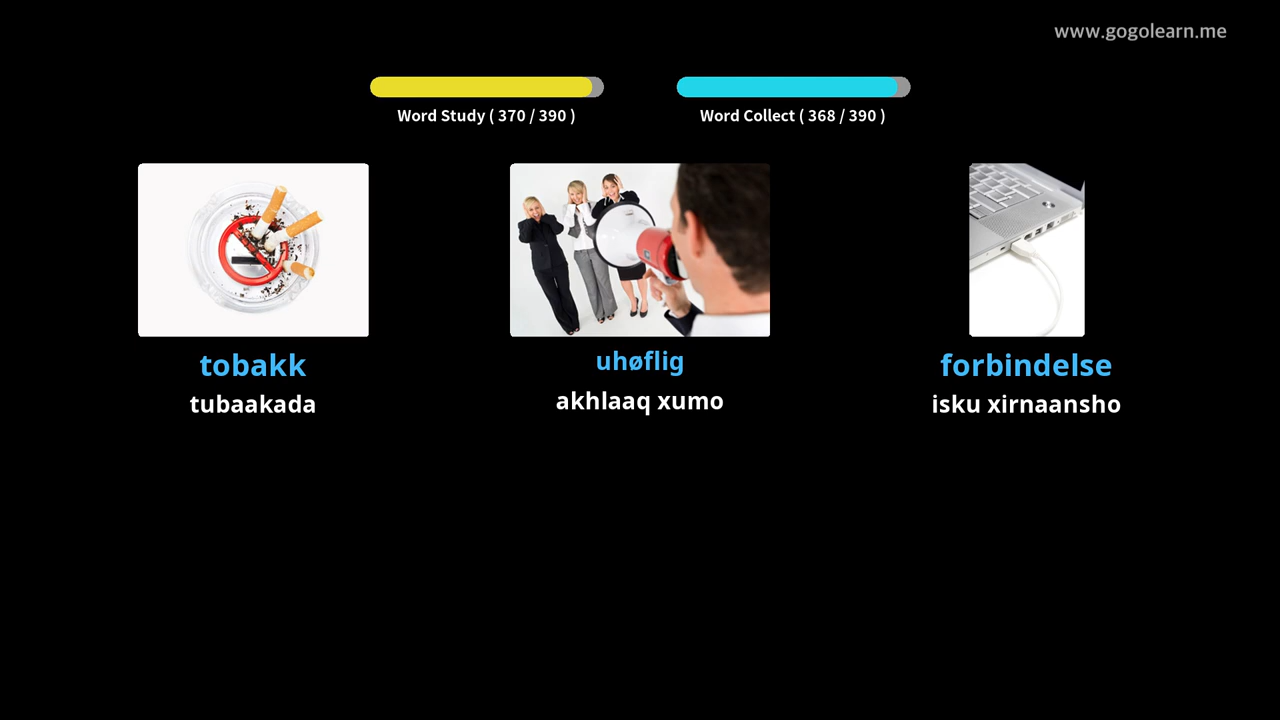 www.gogolearn.me
Word Study ( 370 / 390 )
Word Collect ( 368 / 390 )
tobakk
tubaakada
uhøflig
akhlaaq xumo
forbindelse
isku xirnaansho